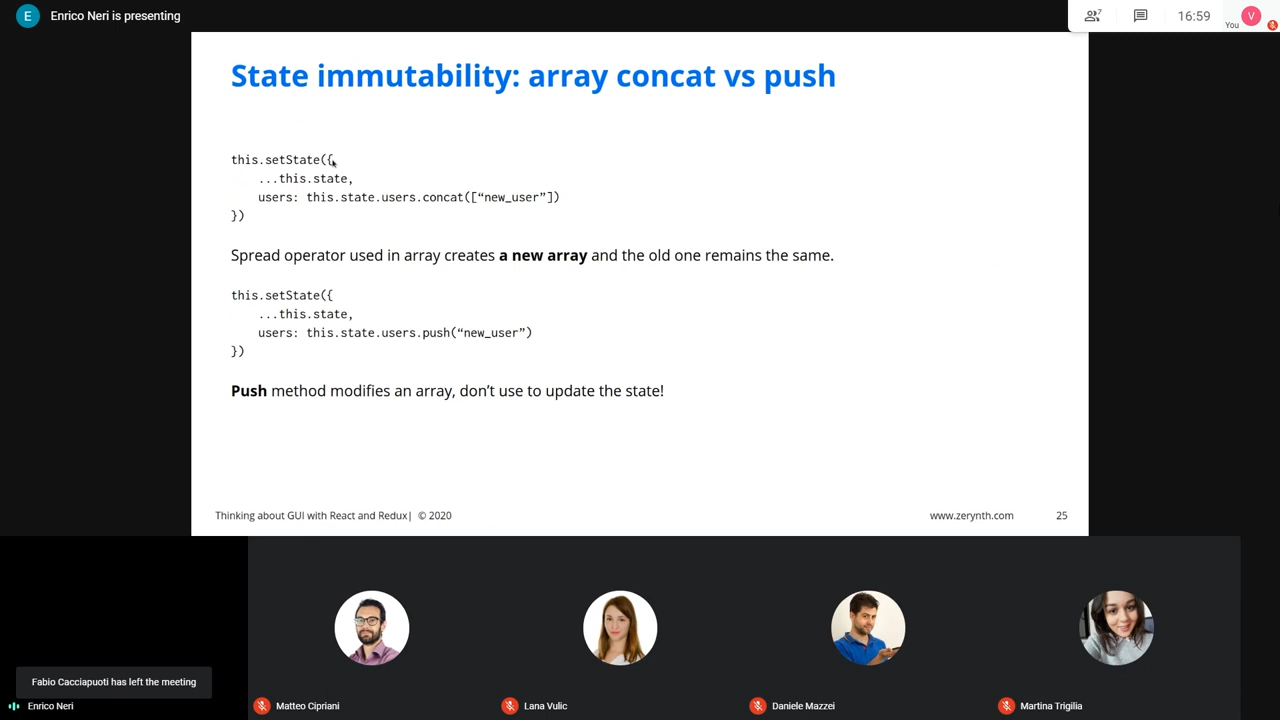 E
Enrico Neri is presenting
7
16:59
You
V
State immutability: array concat vs push
this.setState({
...this.state,
users: this.state.users.concat([“new_user”])
})
Spread operator used in array creates a new array and the old one remains the same.
this.setState({
...this.state,
users: this.state.users.push(“new_user”)
})
Push method modifies an array, don’t use to update the state!
Thinking about GUI with React and Redux| © 2020
www.zerynth.com
25
Fabio Cacciapuoti has left the meeting
Enrico Neri
Matteo Cipriani
Lana Vulic
Daniele Mazzei
Martina Trigilia